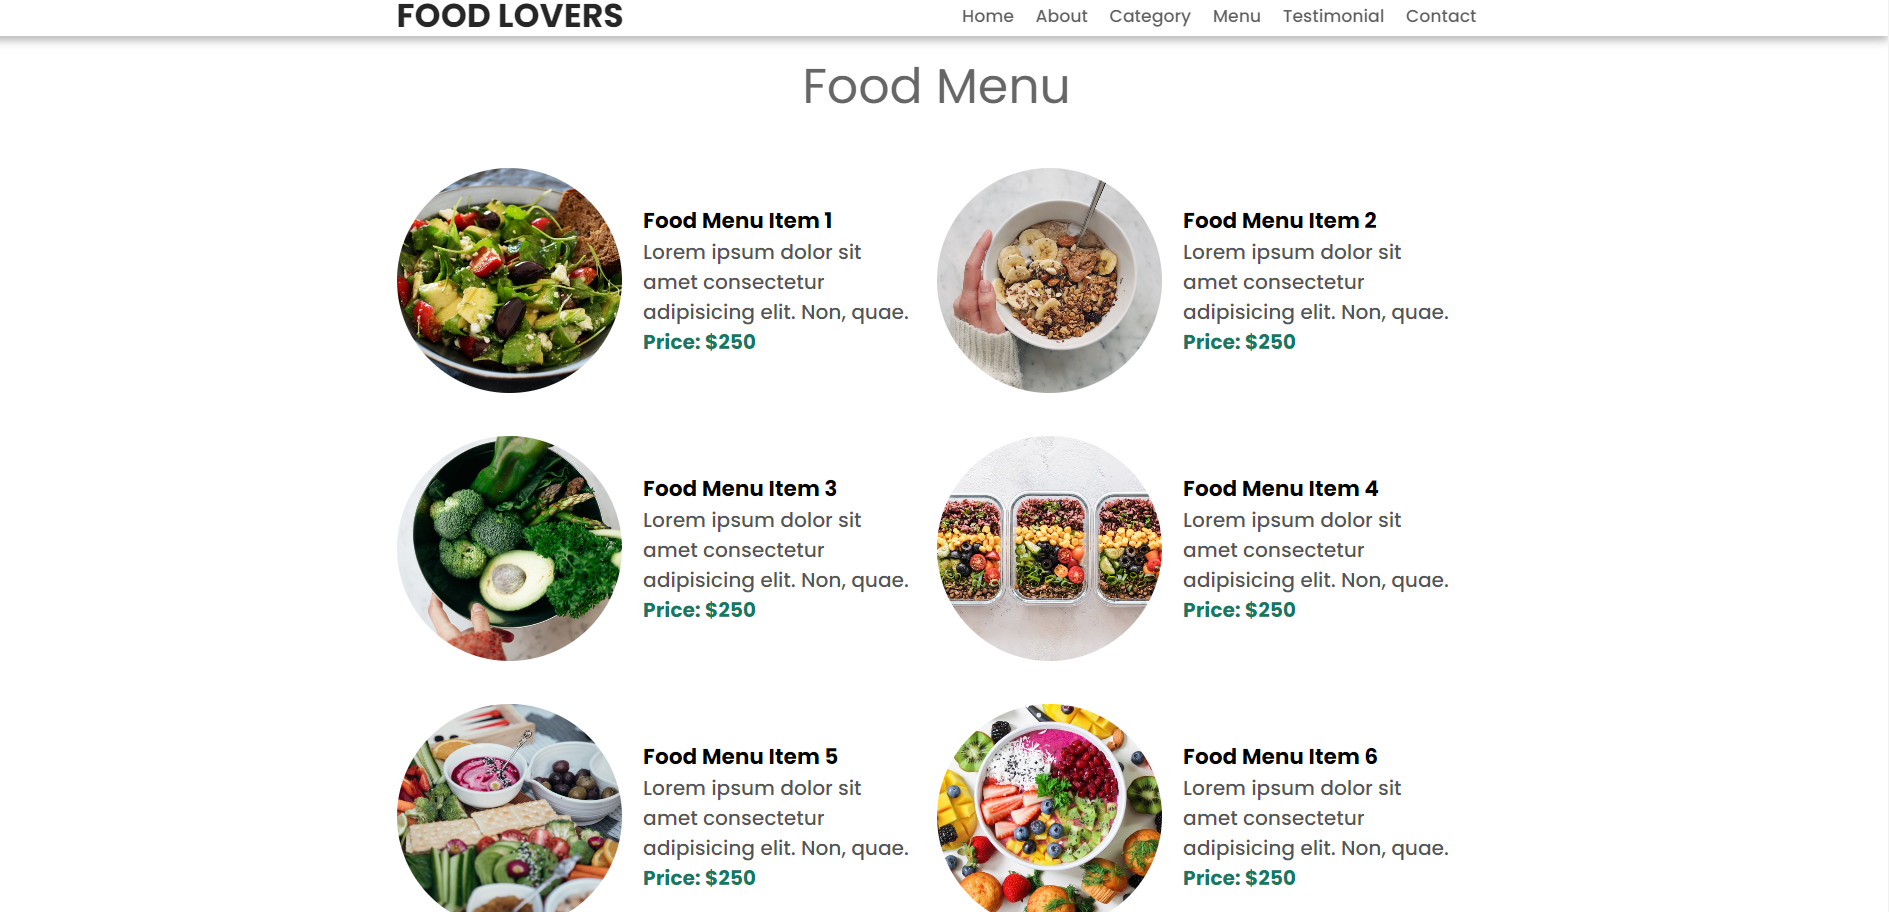 FOOD LOVERS
Home About Category Menu Testimonial Contact
Food Menu
Food Menu Item 1
Lorem ipsum dolor sit
amet consectetur
adipisicing elit. Non, quae.
Price: $250
Food Menu Item 2
Lorem ipsum dolor sit
amet consectetur
adipisicing elit. Non, quae.
Price: $250
Food Menu Item 3
Lorem ipsum dolor sit
amet consectetur
adipisicing elit. Non, quae.
Price: $250
Food Menu Item 4
Lorem ipsum dolor sit
amet consectetur
adipisicing elit. Non, quae.
Price: $250
Food Menu Item 5
Lorem ipsum dolor sit
amet consectetur
adipisicing elit. Non, quae.
Price: $250
Food Menu Item 6
Lorem ipsum dolor sit
amet consectetur
adipisicing elit. Non, quae.
Price: $250